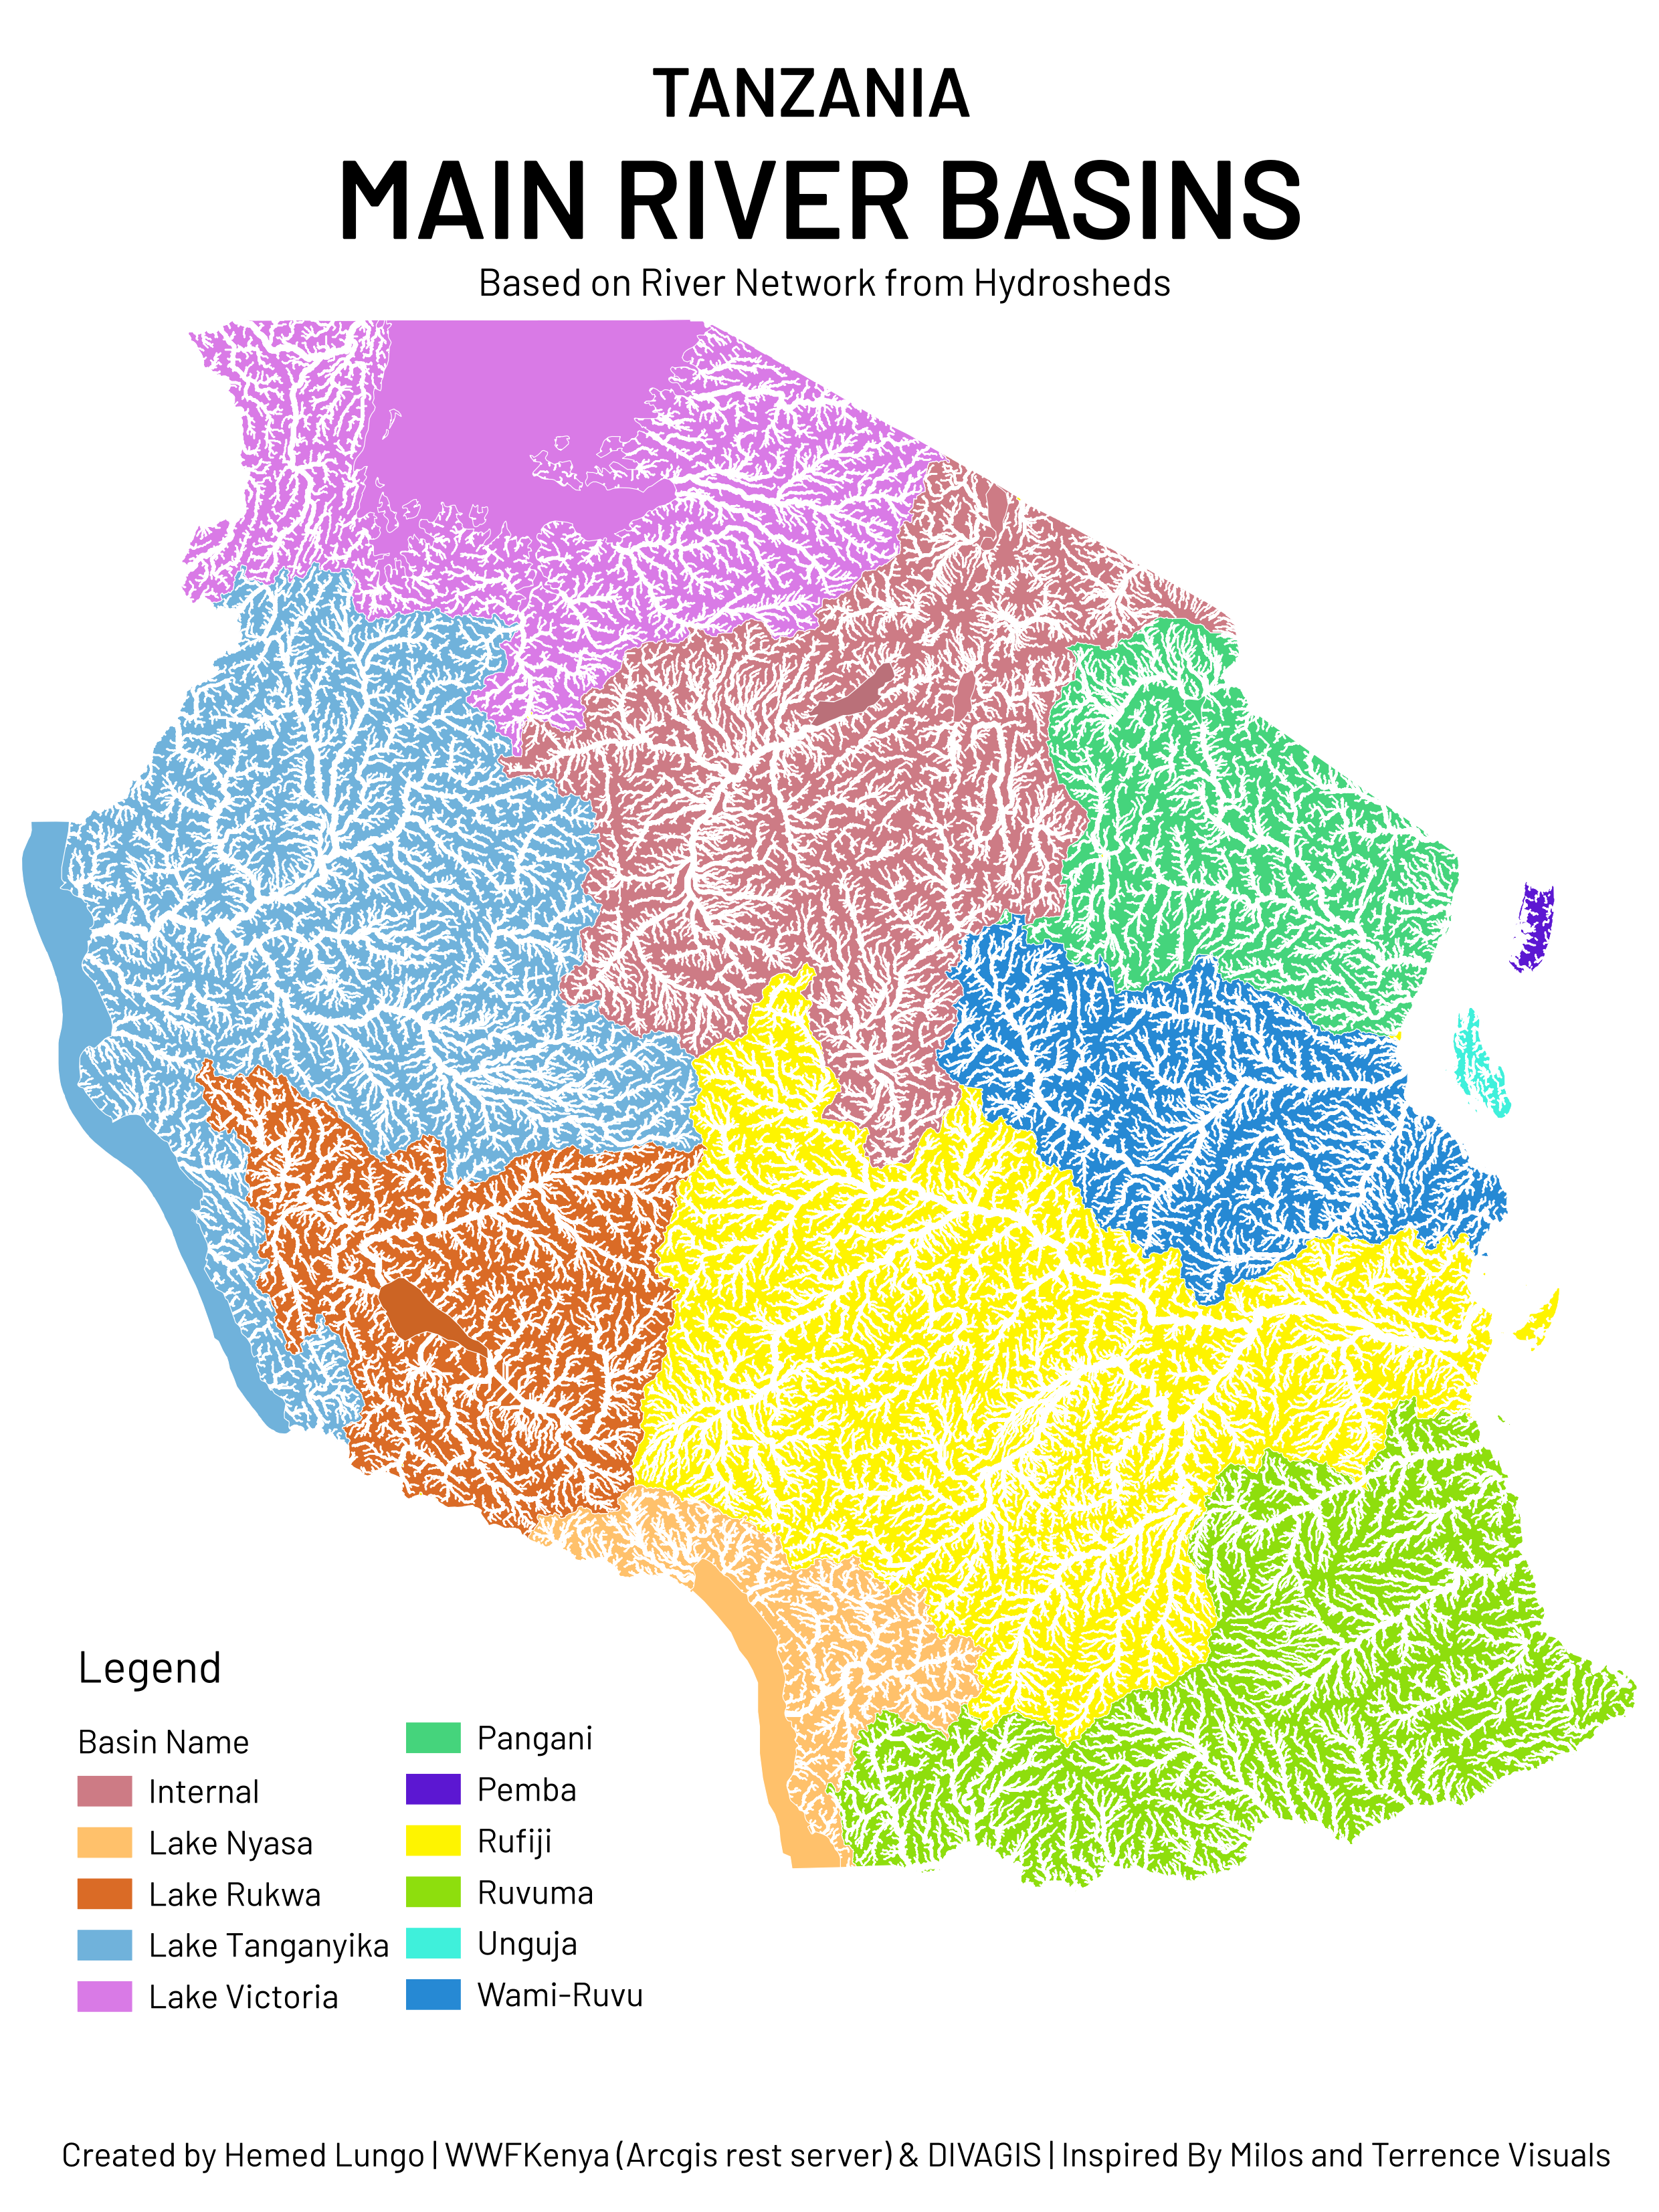 TANZANIA
MAIN RIVER BASINS
Based on River Network from Hydrosheds
Legend
Basin Name
Internal
Lake Nyasa
Lake Rukwa
Lake Tanganyika
Lake Victoria
Pangani
Pemba
Rufiji
Ruvuma
Unguja
Wami-Ruvu
Created by Hemed Lungo | WWFKenya (Arcgis rest server) & DIVAGIS | Inspired By Milos and Terrence Visuals